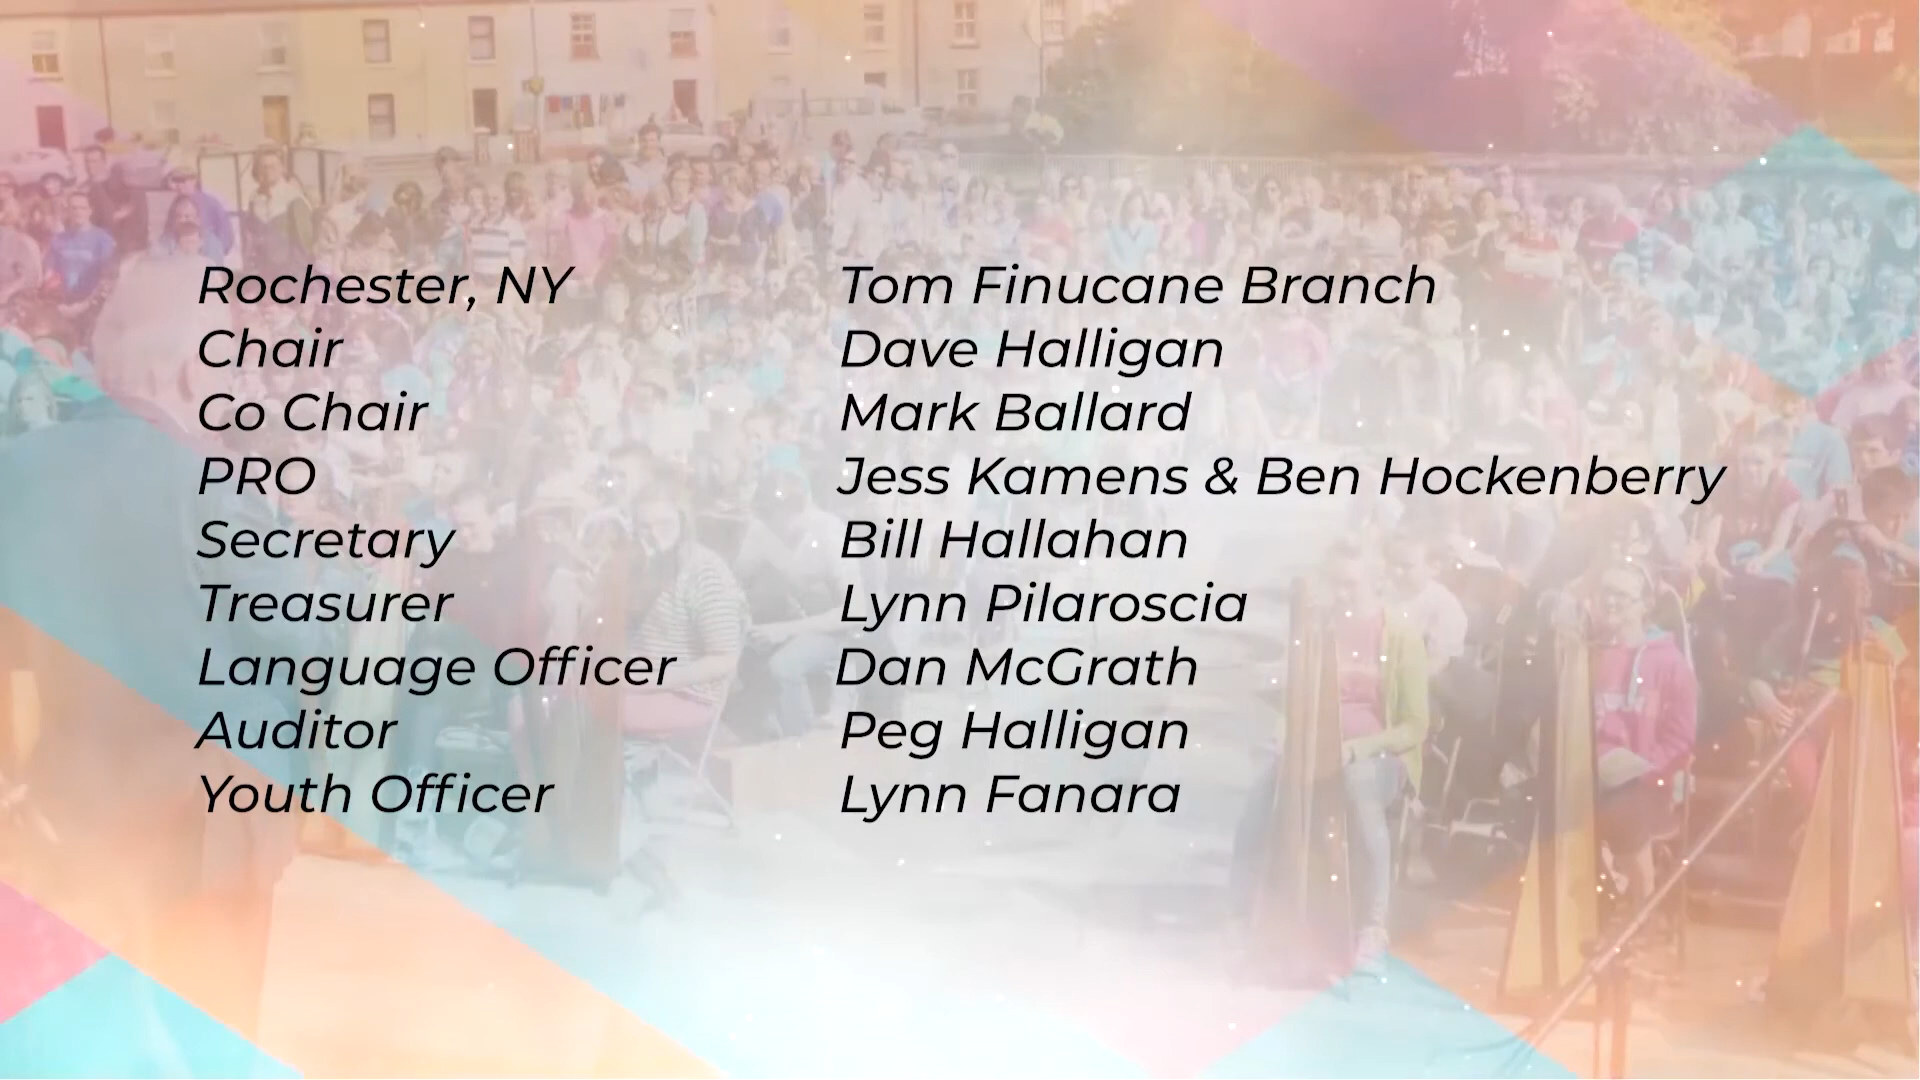 Rochester, NY Tom Finucane Branch
Chair Dave Halligan
Co Chair Mark Ballard
PRO Jess Kamens & Ben Hockenberry
Secretary Bill Hallahan
Treasurer Lynn Pilaroscia
Language Officer Dan McGrath
Auditor Peg Halligan
Youth Officer Lynn Fanara